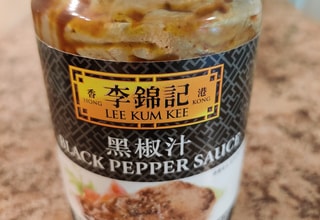 香 李錦記 港
HONG LEE KUM KEE KONG
黑椒汁
BLACK PEPPER SAUCE